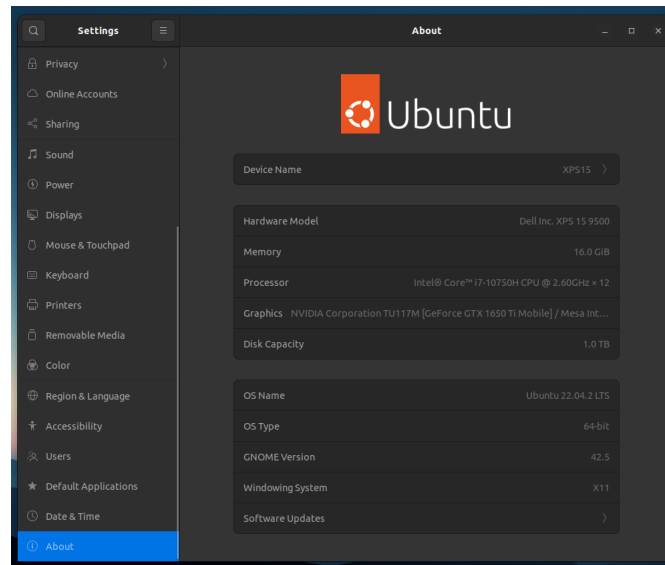 Settings
About
Privacy
Online Accounts
Sharing
Sound
Power
Displays
Mouse & Touchpad
Keyboard
Printers
Removable Media
Color
Region & Language
Accessibility
Users
Default Applications
Date & Time
About
Ubuntu
Device Name XPS15
Hardware Model Dell Inc. XPS 15 9500
Memory 16.0 GiB
Processor Intel® Core™ i7-10750H CPU @ 2.60GHz × 12
Graphics NVIDIA Corporation TU117M [GeForce GTX 1650 Ti Mobile] / Mesa Int…
Disk Capacity 1.0 TB
OS Name Ubuntu 22.04.2 LTS
OS Type 64-bit
GNOME Version 42.5
Windowing System X11
Software Updates